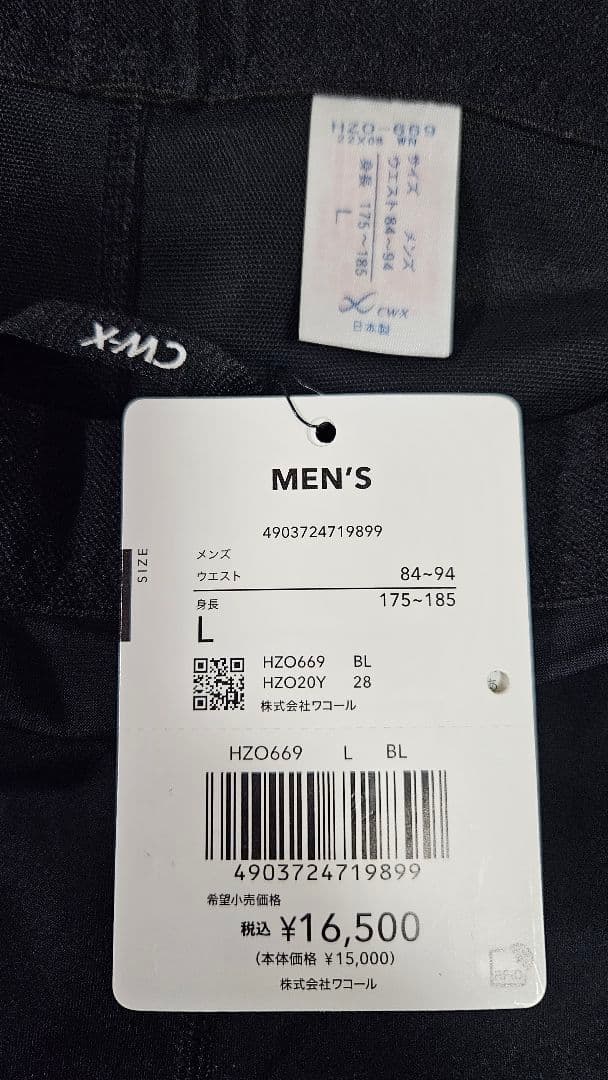 HZO-669
サイズ メンズ
ウエスト 84~94
身長 175~185
L
CWX
日本製
CW-X
MEN'S
4903724719899
SIZE
メンズ
ウエスト 84~94
身長 175~185
L
HZO669 BL
HZO20Y 28
株式会社ワコール
HZO669 L BL
4903724719899
希望小売価格
税込 ¥16,500
(本体価格 ¥15,000)
株式会社ワコール
RFID